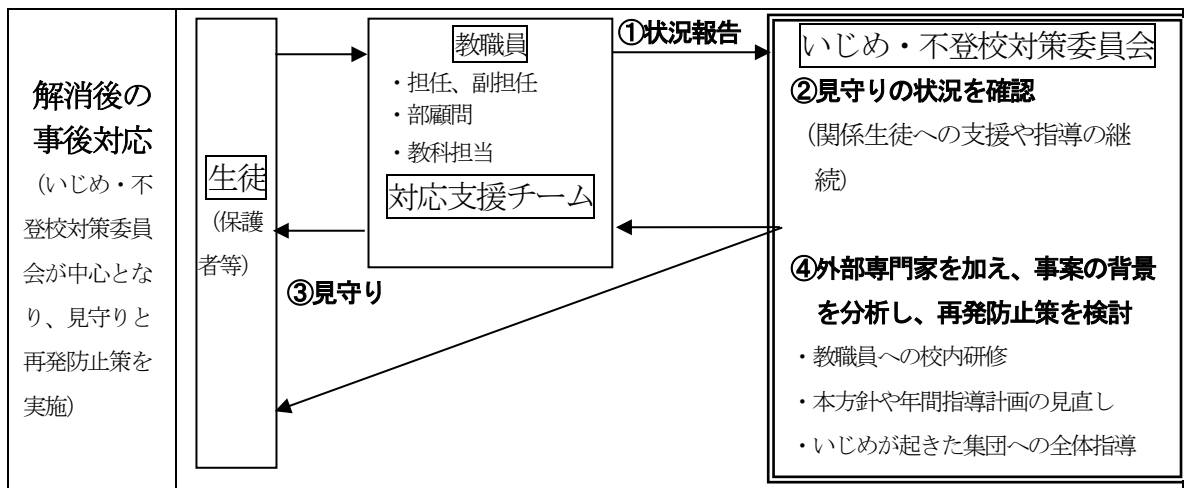 解消後の
事後対応
（いじめ・不
登校対策委員
会が中心とな
り、見守りと
再発防止策を
実施）
生徒
（保護
者等）
教職員
・担任、副担任
・部顧問
・教科担当
対応支援チーム
①状況報告
③見守り
いじめ・不登校対策委員会
②見守りの状況を確認
（関係生徒への支援や指導の継
続）
④外部専門家を加え、事案の背景
を分析し、再発防止策を検討
・教職員への校内研修
・本方針や年間指導計画の見直し
・いじめが起きた集団への全体指導